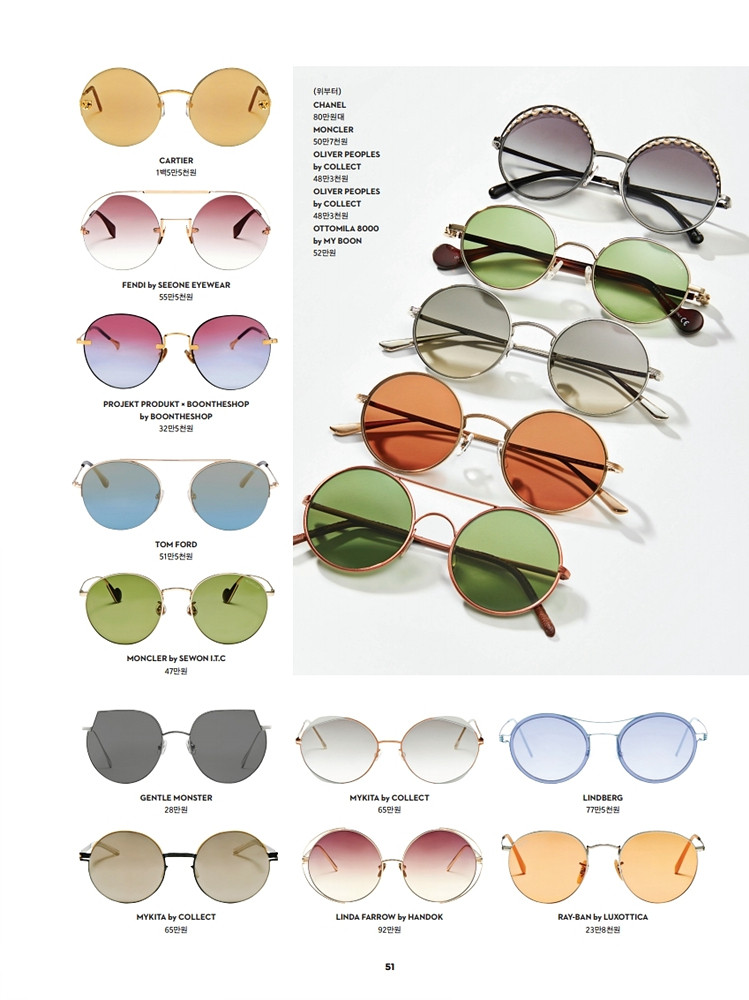 (위부터)
CHANEL
80만원대
MONCLER
50만7천원
OLIVER PEOPLES
by COLLECT
48만3천원
OLIVER PEOPLES
by COLLECT
48만3천원
OTTOMILA 8000
by MY BOON
52만원
CARTIER
1백5만5천원
FENDI by SEEONE EYEWEAR
55만5천원
PROJEKT PRODUKT × BOONTHESHOP
by BOONTHESHOP
32만5천원
TOM FORD
51만5천원
MONCLER by SEWON I.T.C
47만원
GENTLE MONSTER
28만원
MYKITA by COLLECT
65만원
LINDBERG
77만5천원
MYKITA by COLLECT
65만원
LINDA FARROW by HANDOK
92만원
RAY-BAN by LUXOTTICA
23만8천원
51